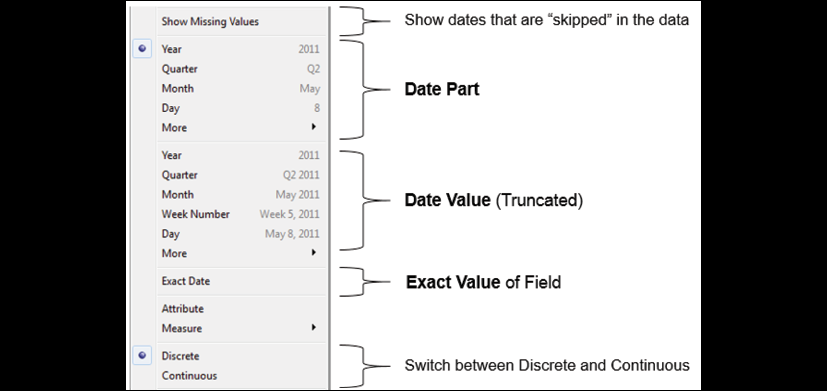 Show Missing Values
Show dates that are “skipped” in the data
Year 2011
Quarter Q2
Month May
Day 8
More
Date Part
Year 2011
Quarter Q2 2011
Month May 2011
Week Number Week 5, 2011
Day May 8, 2011
More
Date Value (Truncated)
Exact Date
Exact Value of Field
Attribute
Measure
Discrete
Continuous
Switch between Discrete and Continuous